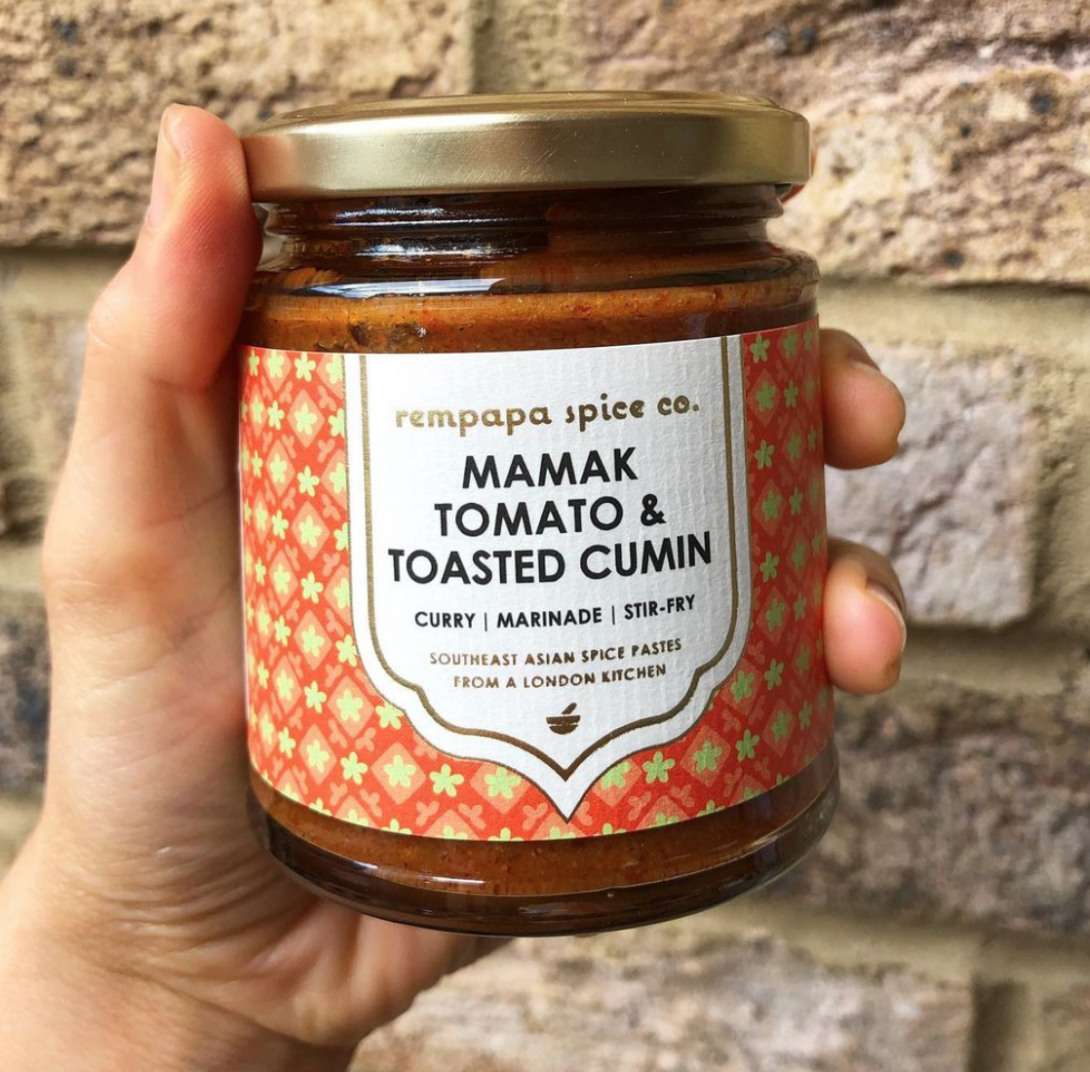 rempapa spice co.
MAMAK
TOMATO &
TOASTED CUMIN
CURRY | MARINADE | STIR-FRY
SOUTHEAST ASIAN SPICE PASTES
FROM A LONDON KITCHEN